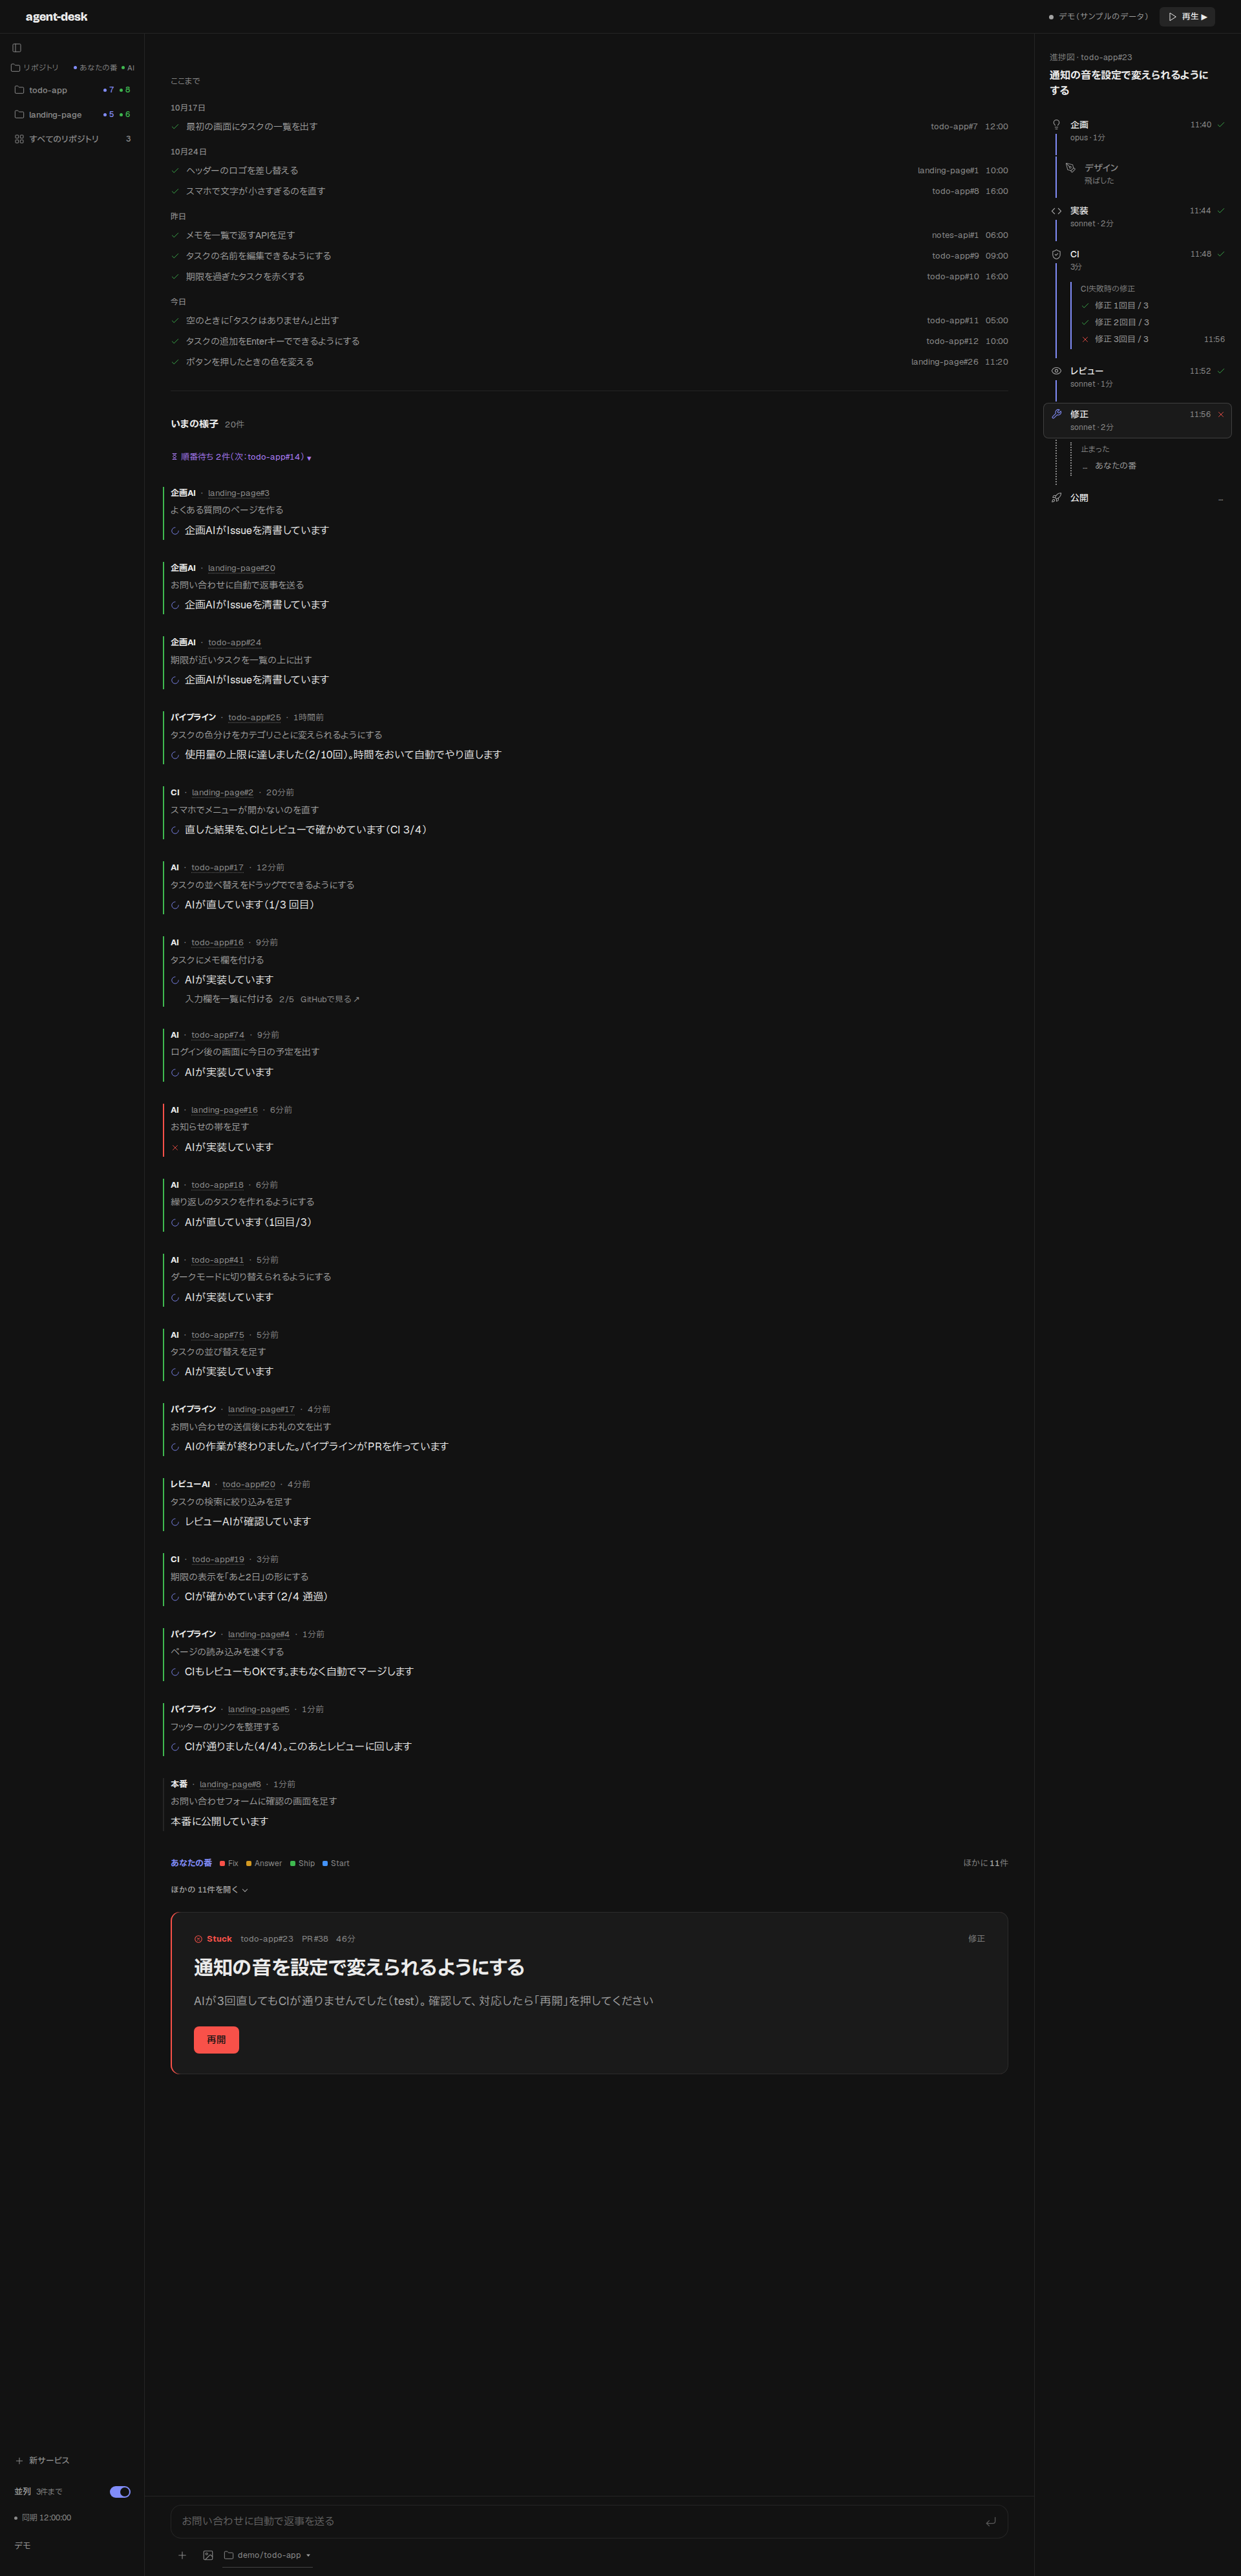 agent-desk
デモ（サンプルのデータ）
再生 ▶
リポジトリ
あなたの番
AI
todo-app
7
8
landing-page
5
6
すべてのリポジトリ
3
ここまで
10月17日
最初の画面にタスクの一覧を出す
todo-app#7 12:00
10月24日
ヘッダーのロゴを差し替える
landing-page#1 10:00
スマホで文字が小さすぎるのを直す
todo-app#8 16:00
昨日
メモを一覧で返すAPIを足す
notes-api#1 06:00
タスクの名前を編集できるようにする
todo-app#9 09:00
期限を過ぎたタスクを赤くする
todo-app#10 16:00
今日
空のときに「タスクはありません」と出す
todo-app#11 05:00
タスクの追加をEnterキーでできるようにする
todo-app#12 10:00
ボタンを押したときの色を変える
landing-page#26 11:20
いまの様子 20件
順番待ち 2件（次：todo-app#14） ▼
企画AI · landing-page#3
よくある質問のページを作る
企画AIがIssueを清書しています
企画AI · landing-page#20
お問い合わせに自動で返事を送る
企画AIがIssueを清書しています
企画AI · todo-app#24
期限が近いタスクを一覧の上に出す
企画AIがIssueを清書しています
パイプライン · todo-app#25 · 1時間前
タスクの色分けをカテゴリごとに変えられるようにする
使用量の上限に達しました（2/10回）。時間をおいて自動でやり直します
CI · landing-page#2 · 20分前
スマホでメニューが開かないのを直す
直した結果を、CIとレビューで確かめています（CI 3/4）
AI · todo-app#17 · 12分前
タスクの並べ替えをドラッグでできるようにする
AIが直しています（1/3 回目）
AI · todo-app#16 · 9分前
タスクにメモ欄を付ける
AIが実装しています
入力欄を一覧に付ける 2/5 GitHubで見る ↗
AI · todo-app#74 · 9分前
ログイン後の画面に今日の予定を出す
AIが実装しています
AI · landing-page#16 · 6分前
お知らせの帯を足す
AIが実装しています
AI · todo-app#18 · 6分前
繰り返しのタスクを作れるようにする
AIが直しています（1回目/3）
AI · todo-app#41 · 5分前
ダークモードに切り替えられるようにする
AIが実装しています
AI · todo-app#75 · 5分前
タスクの並び替えを足す
AIが実装しています
パイプライン · landing-page#17 · 4分前
お問い合わせの送信後にお礼の文を出す
AIの作業が終わりました。パイプラインがPRを作っています
レビューAI · todo-app#20 · 4分前
タスクの検索に絞り込みを足す
レビューAIが確認しています
CI · todo-app#19 · 3分前
期限の表示を「あと2日」の形にする
CIが確かめています（2/4 通過）
パイプライン · landing-page#4 · 1分前
ページの読み込みを速くする
CIもレビューもOKです。まもなく自動でマージします
パイプライン · landing-page#5 · 1分前
フッターのリンクを整理する
CIが通りました（4/4）。このあとレビューに回します
本番 · landing-page#8 · 1分前
お問い合わせフォームに確認の画面を足す
本番に公開しています
あなたの番 Fix Answer Ship Start
ほかに11件
ほかの 11件を開く
Stuck todo-app#23 PR#38 46分
修正
通知の音を設定で変えられるようにする
AIが3回直してもCIが通りませんでした（test）。確認して、対応したら「再開」を押してください
再開
お問い合わせに自動で返事を送る
demo/todo-app
新サービス
並列 3件まで
同期 12:00:00
デモ
進捗図 · todo-app#23
通知の音を設定で変えられるように
する
企画 11:40
opus · 1分
デザイン
飛ばした
実装 11:44
sonnet · 2分
CI 11:48
3分
CI失敗時の修正
修正 1回目 / 3
修正 2回目 / 3
修正 3回目 / 3 11:56
レビュー 11:52
sonnet · 1分
修正 11:56
sonnet · 2分
止まった
… あなたの番
公開 …